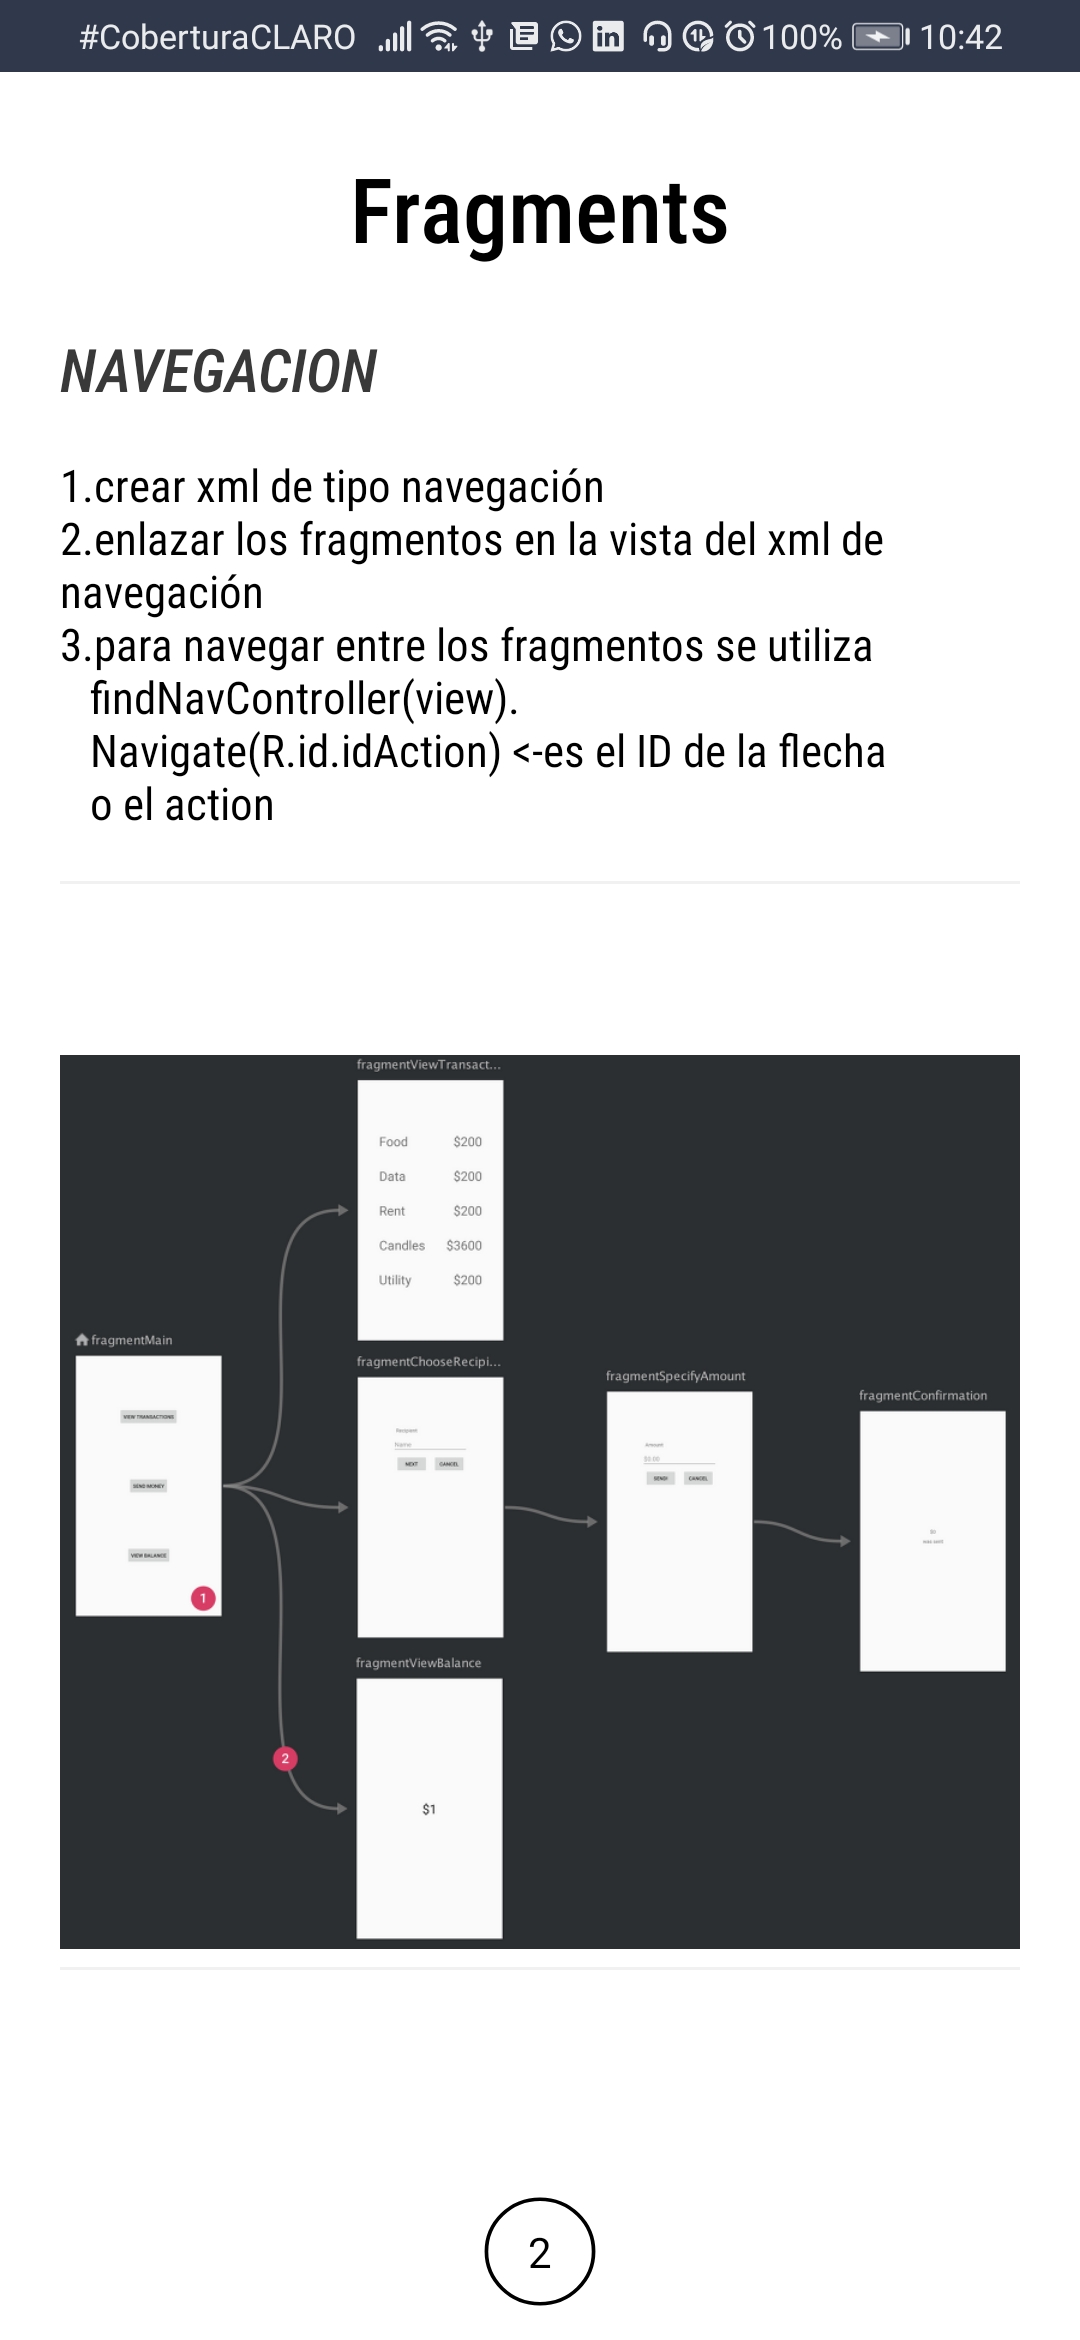 #CoberturaCLARO 100% 10:42
Fragments
NAVEGACION
1.crear xml de tipo navegación
2.enlazar los fragmentos en la vista del xml de
navegación
3.para navegar entre los fragmentos se utiliza
findNavController(view).
Navigate(R.id.idAction) <-es el ID de la flecha
o el action
fragmentViewTransact...
Food $200
Data $200
Rent $200
Candles $3600
Utility $200
fragmentMain
VIEW TRANSACTIONS
SEND MONEY
VIEW BALANCE
1
fragmentChooseRecipi...
Recipient
Name
NEXT CANCEL
fragmentSpecifyAmount
Amount
$0.00
SEND! CANCEL
fragmentConfirmation
$0
was sent
fragmentViewBalance
2
$1
2